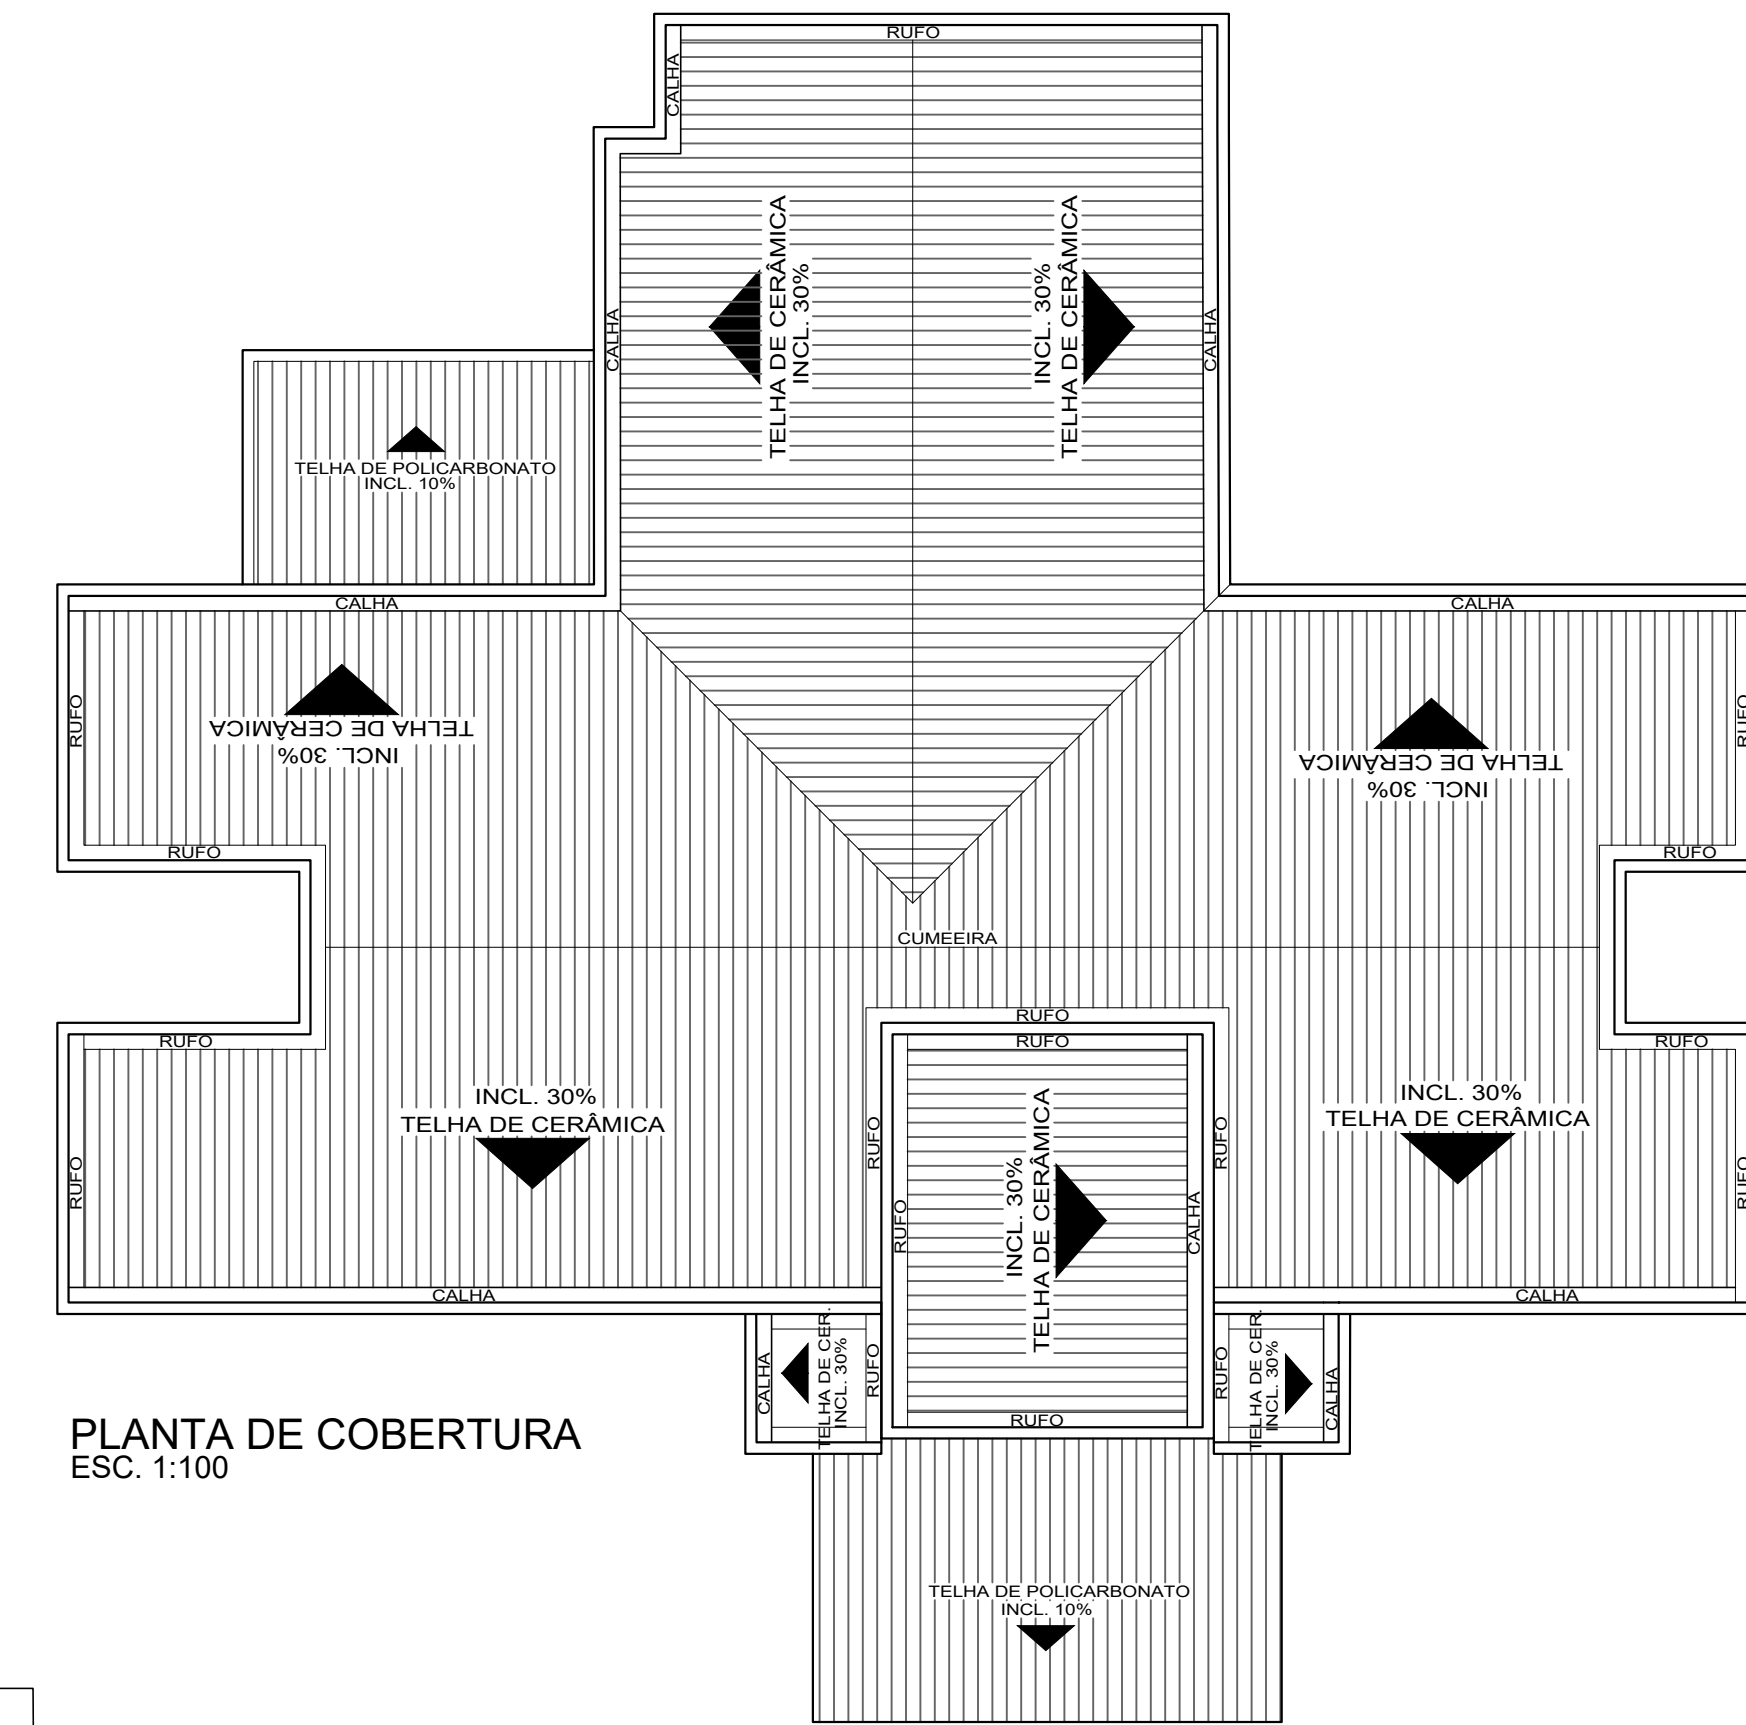 RUFO
CALHA
TELHA DE CERÂMICA
INCL. 30%
INCL. 30%
TELHA DE CERÂMICA
CALHA
CALHA
TELHA DE POLICARBONATO
INCL. 10%
CALHA
CALHA
RUFO
TELHA DE CERÂMICA
INCL. 30%
TELHA DE CERÂMICA
INCL. 30%
RUFO
RUFO
RUFO
CUMEEIRA
RUFO
RUFO
RUFO
RUFO
INCL. 30%
TELHA DE CERÂMICA
INCL. 30%
TELHA DE CERÂMICA
RUFO
RUFO
RUFO
RUFO
RUFO
INCL. 30%
TELHA DE CERÂMICA
CALHA
CALHA
CALHA
CALHA
TELHA DE CER.
INCL. 30%
RUFO
RUFO
TELHA DE CER.
INCL. 30%
CALHA
RUFO
PLANTA DE COBERTURA
ESC. 1:100
TELHA DE POLICARBONATO
INCL. 10%